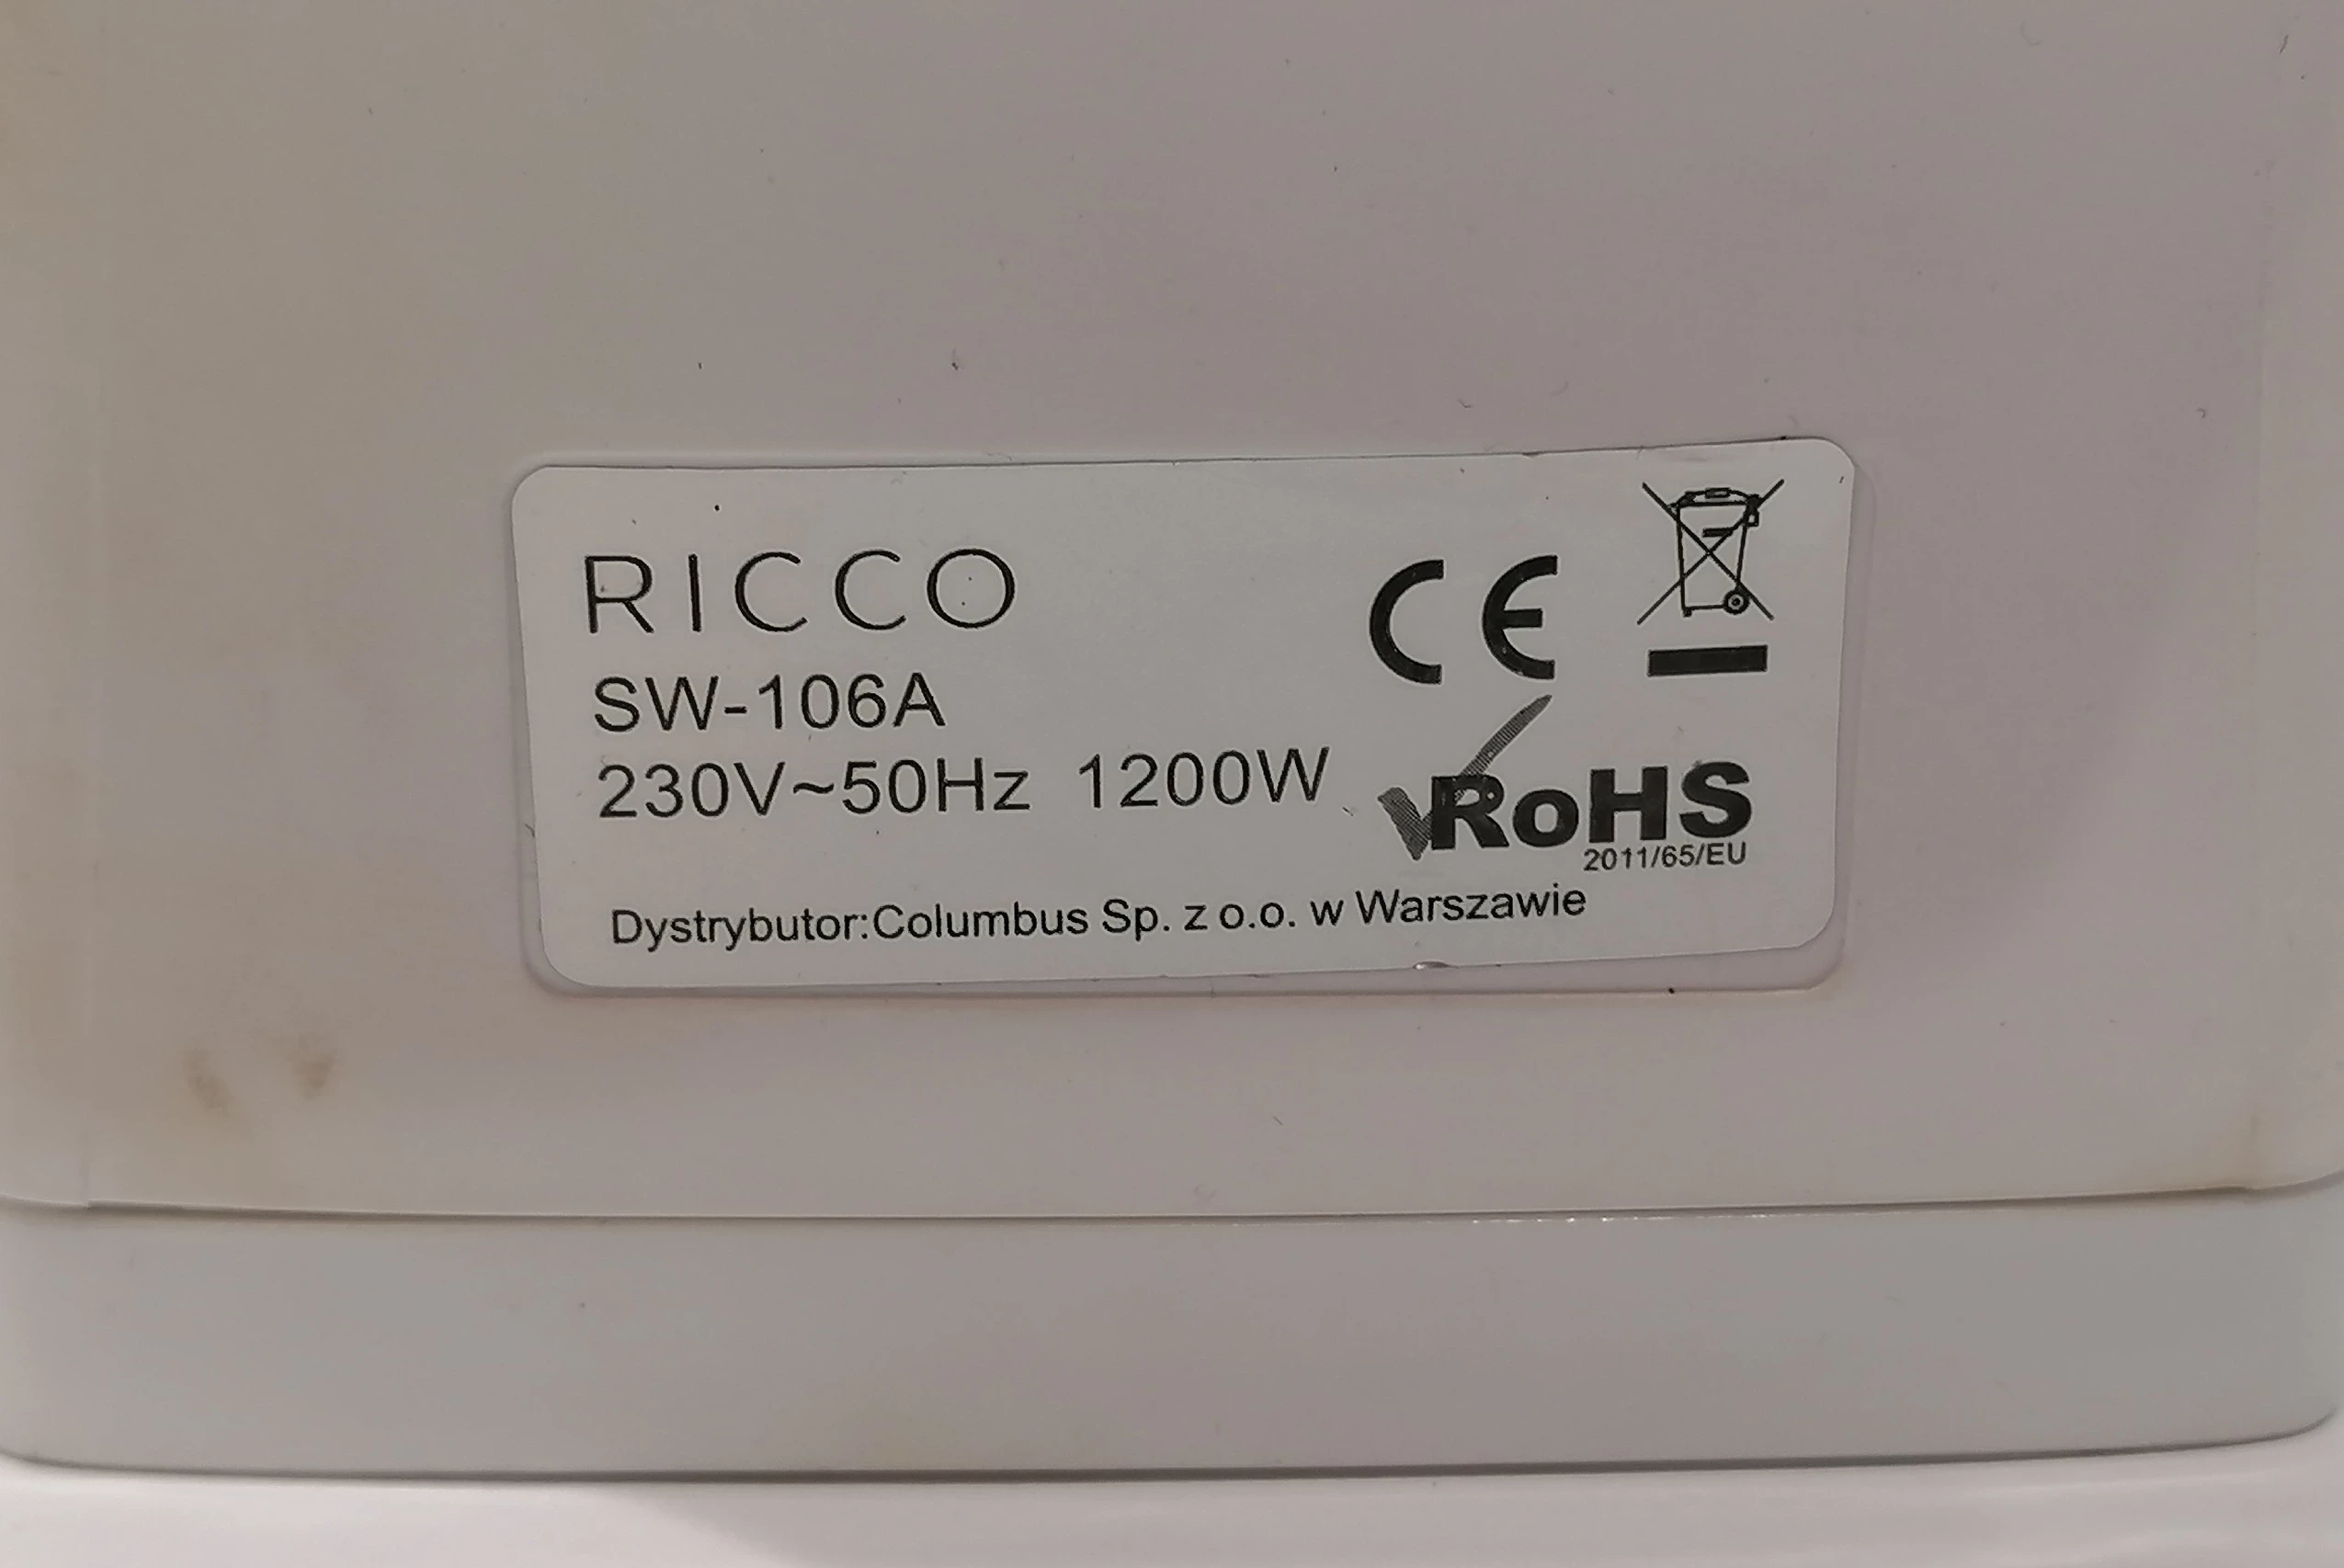 RICCO
SW-106A
230V~50Hz 1200W
CE
RoHS
2011/65/EU
Dystrybutor:Columbus Sp. z o.o. w Warszawie